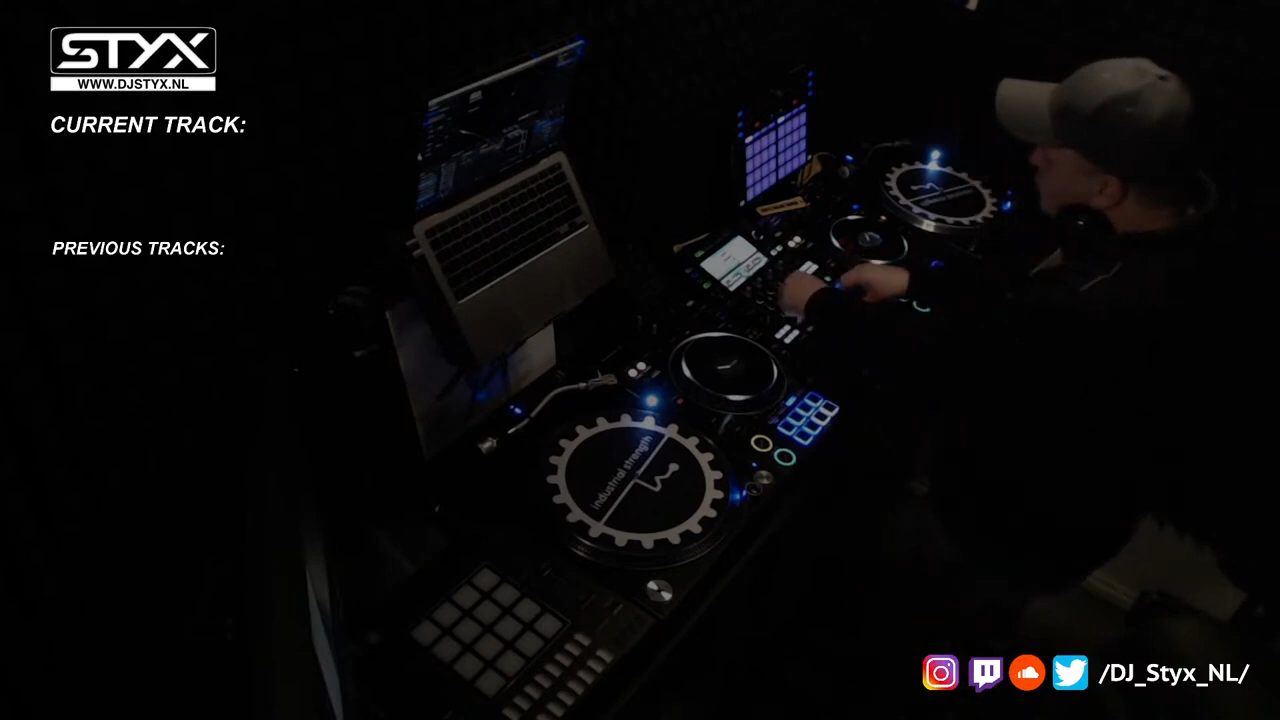 STYX
WWW.DJSTYX.NL
CURRENT TRACK:
PREVIOUS TRACKS:
industrial strength
/DJ_Styx_NL/